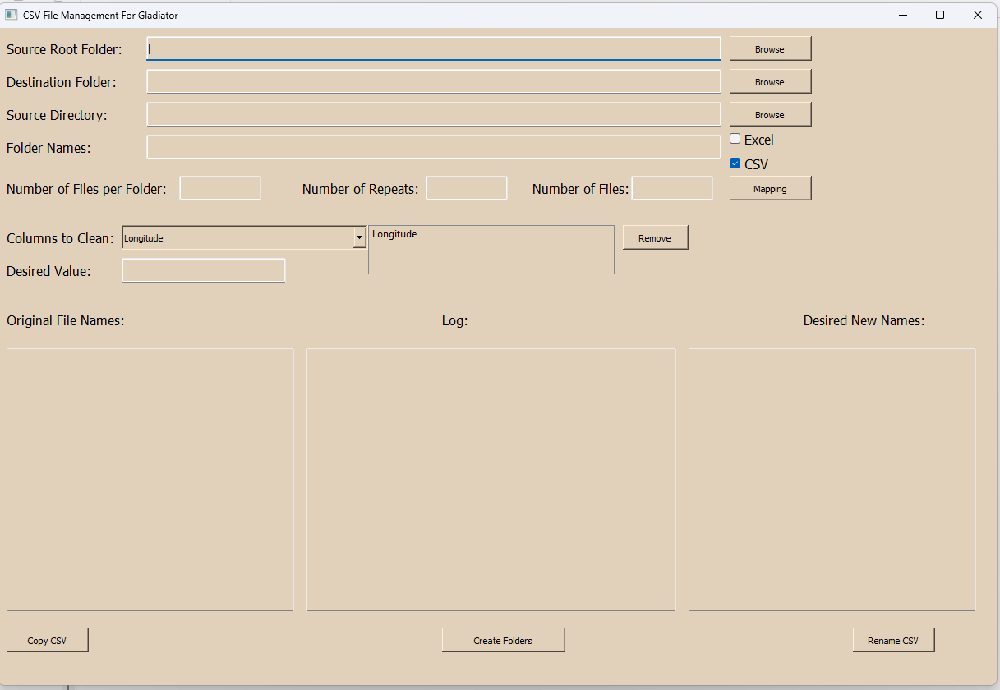 CSV File Management For Gladiator
Source Root Folder:
Browse
Destination Folder:
Browse
Source Directory:
Browse
Folder Names:
Excel
CSV
Number of Files per Folder:
Number of Repeats:
Number of Files:
Mapping
Columns to Clean:
Longitude
Longitude
Remove
Desired Value:
Original File Names:
Log:
Desired New Names:
Copy CSV
Create Folders
Rename CSV